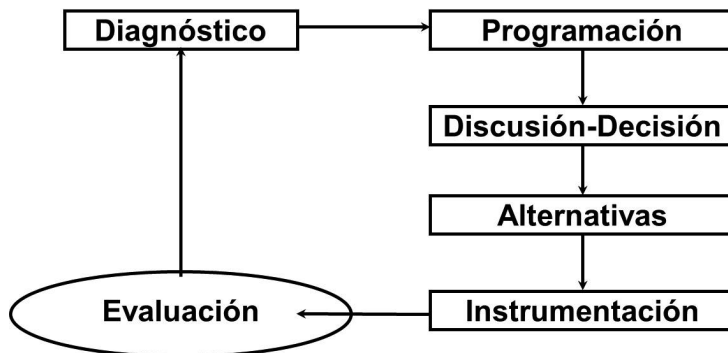 Diagnóstico
Programación
Discusión-Decisión
Alternativas
Instrumentación
Evaluación